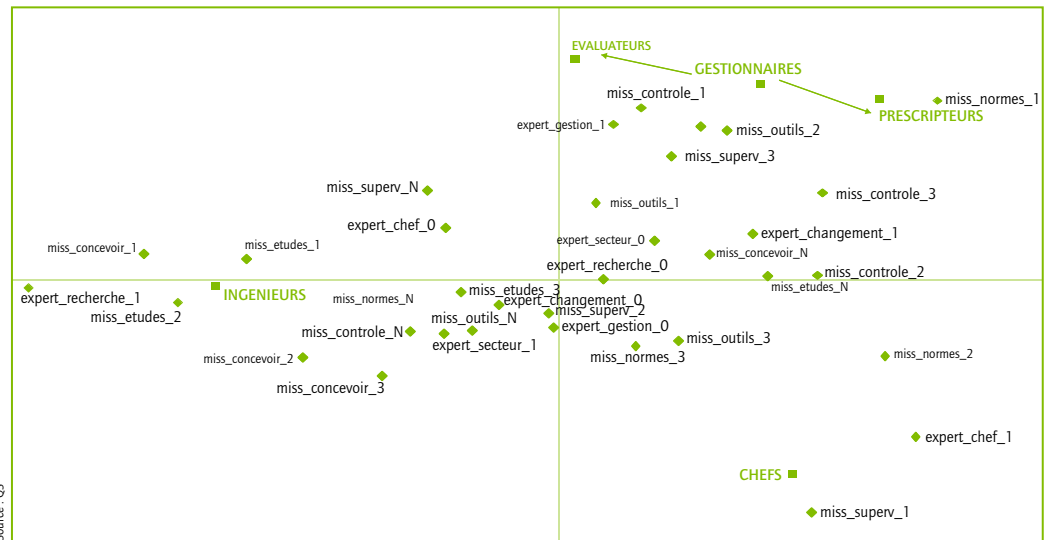 EVALUATEURS
GESTIONNAIRES
miss_controle_1
miss_normes_1
PRESCRIPTEURS
expert_gestion_1
miss_outils_2
miss_superv_3
miss_superv_N
miss_controle_3
miss_outils_1
expert_chef_0
expert_changement_1
expert_secteur_0
miss_concevoir_1
miss_etudes_1
miss_concevoir_N
expert_recherche_0
miss_controle_2
miss_etudes_N
expert_recherche_1
INGENIEURS
miss_etudes_3
miss_normes_N
expert_changement_0
miss_etudes_2
miss_superv_2
miss_outils_N
expert_gestion_0
miss_controle_N
expert_secteur_1
miss_outils_3
miss_normes_3
miss_normes_2
miss_concevoir_2
miss_concevoir_3
expert_chef_1
CHEFS
miss_superv_1
Source : Q5